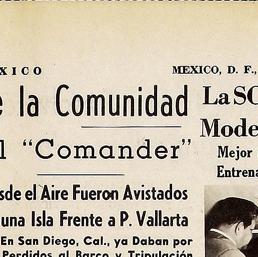 XICO
MEXICO, D. F.,
e la Comunidad
l "Comander"
sde el Aire Fueron Avistados
una Isla Frente a P. Vallarta
En San Diego, Cal., ya Daban por
Perdidos al Barco y Tripulación
La SC
Mode
Mejor
Entrena